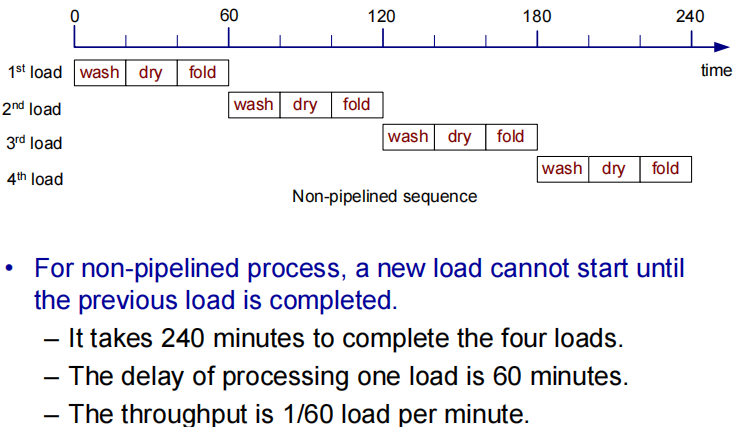 0 60 120 180 240
time
1st load wash dry fold
2nd load wash dry fold
3rd load wash dry fold
4th load wash dry fold
Non-pipelined sequence
• For non-pipelined process, a new load cannot start until
the previous load is completed.
– It takes 240 minutes to complete the four loads.
– The delay of processing one load is 60 minutes.
– The throughput is 1/60 load per minute.